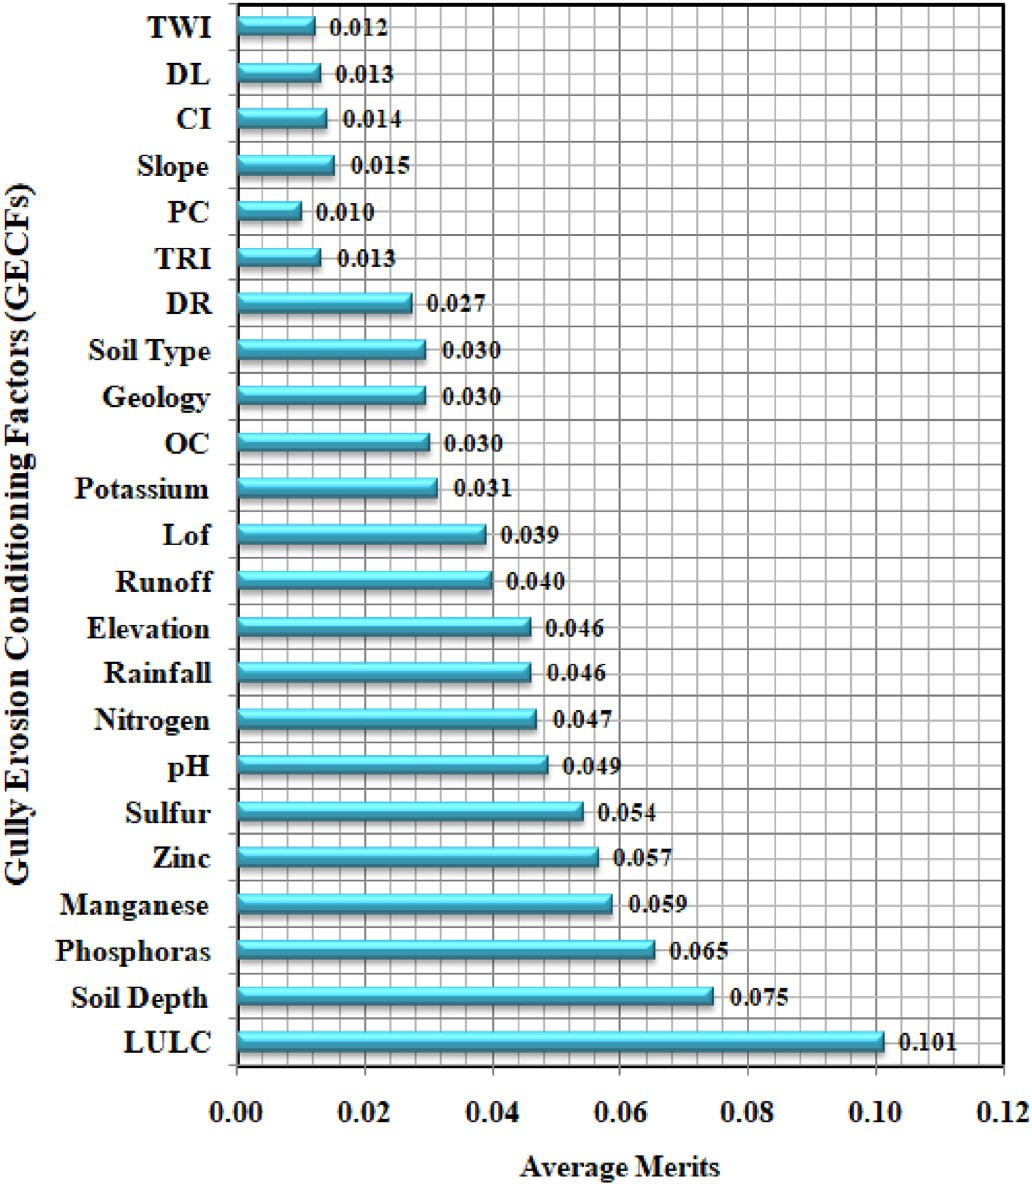 Gully Erosion Conditioning Factors (GECFs)
TWI 0.012
DL 0.013
CI 0.014
Slope 0.015
PC 0.010
TRI 0.013
DR 0.027
Soil Type 0.030
Geology 0.030
OC 0.030
Potassium 0.031
Lof 0.039
Runoff 0.040
Elevation 0.046
Rainfall 0.046
Nitrogen 0.047
pH 0.049
Sulfur 0.054
Zinc 0.057
Manganese 0.059
Phosphoras 0.065
Soil Depth 0.075
LULC 0.101
0.00 0.02 0.04 0.06 0.08 0.10 0.12
Average Merits